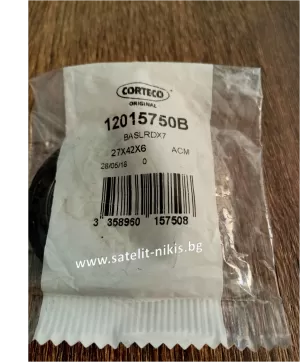 CORTECO
ORIGINAL
12015750B
BASLRDX7
27X42X6 ACM
28/05/18 0
3 358960 157508
www.satelit-nikis.bg